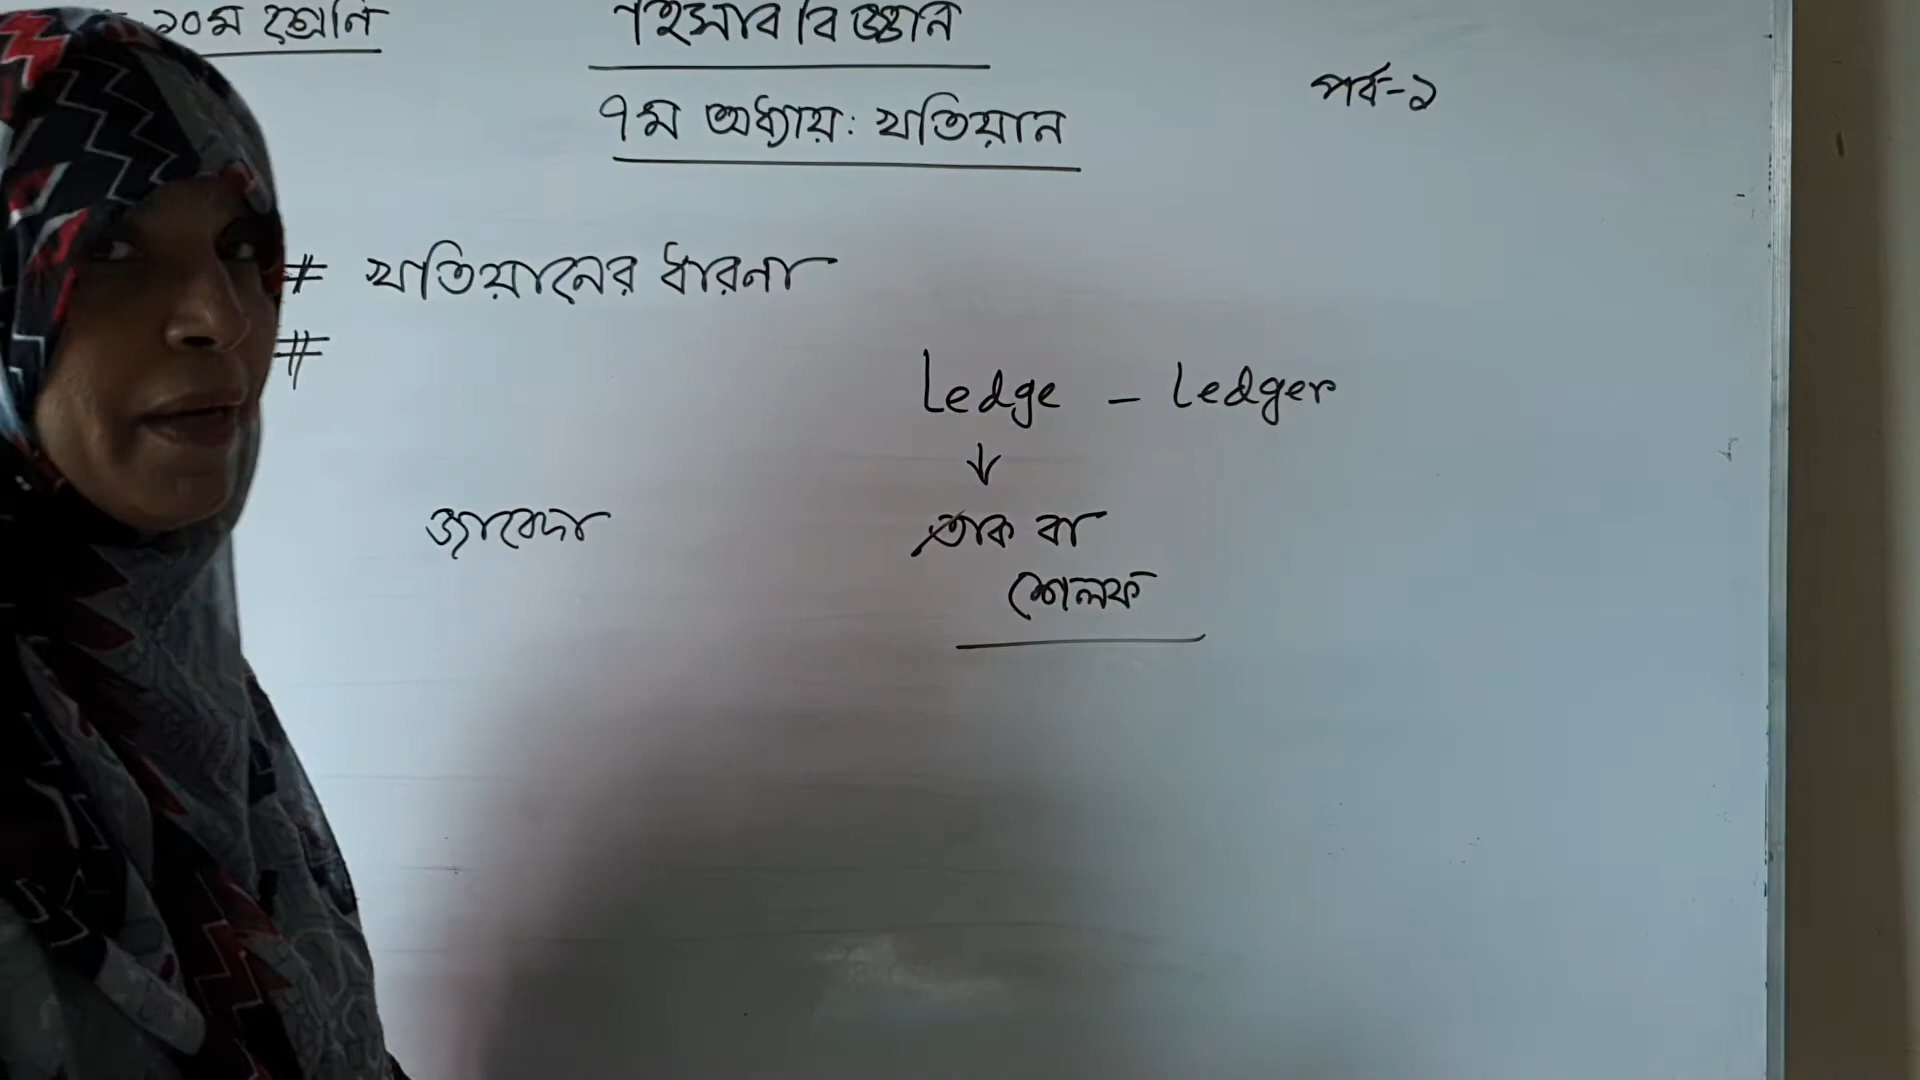 ১০ম শ্রেনি
হিসাব বিজ্ঞান
পর্ব-১
৭ম অধ্যায়: খতিয়ান
# খতিয়ানের ধারনা
#
Ledge - Ledger
↓
জাবেদা
তাক বা
শেলফ